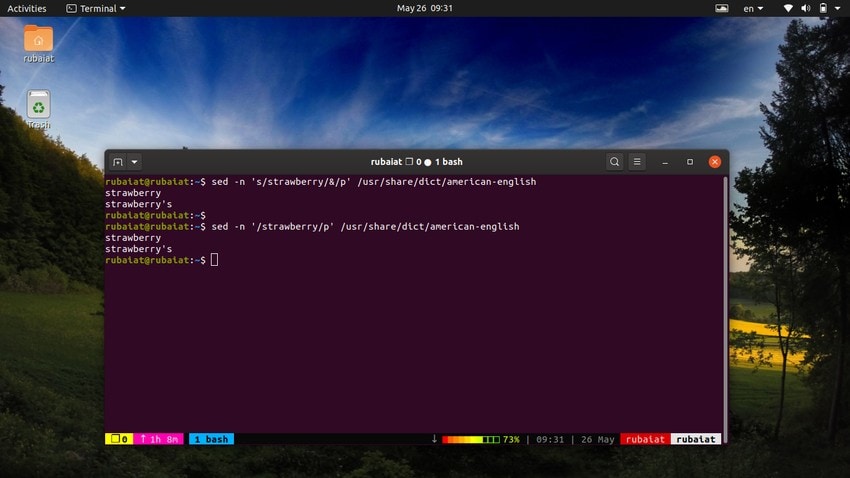 Activities Terminal May 26 09:31 en
rubaiat
Trash
rubaiat 0 1 bash
rubaiat@rubaiat:~$ sed -n 's/strawberry/&/p' /usr/share/dict/american-english
strawberry
strawberry's
rubaiat@rubaiat:~$
rubaiat@rubaiat:~$ sed -n '/strawberry/p' /usr/share/dict/american-english
strawberry
strawberry's
rubaiat@rubaiat:~$
0 ↑ 1h 8m 1 bash ↓ 73% | 09:31 | 26 May rubaiat rubaiat